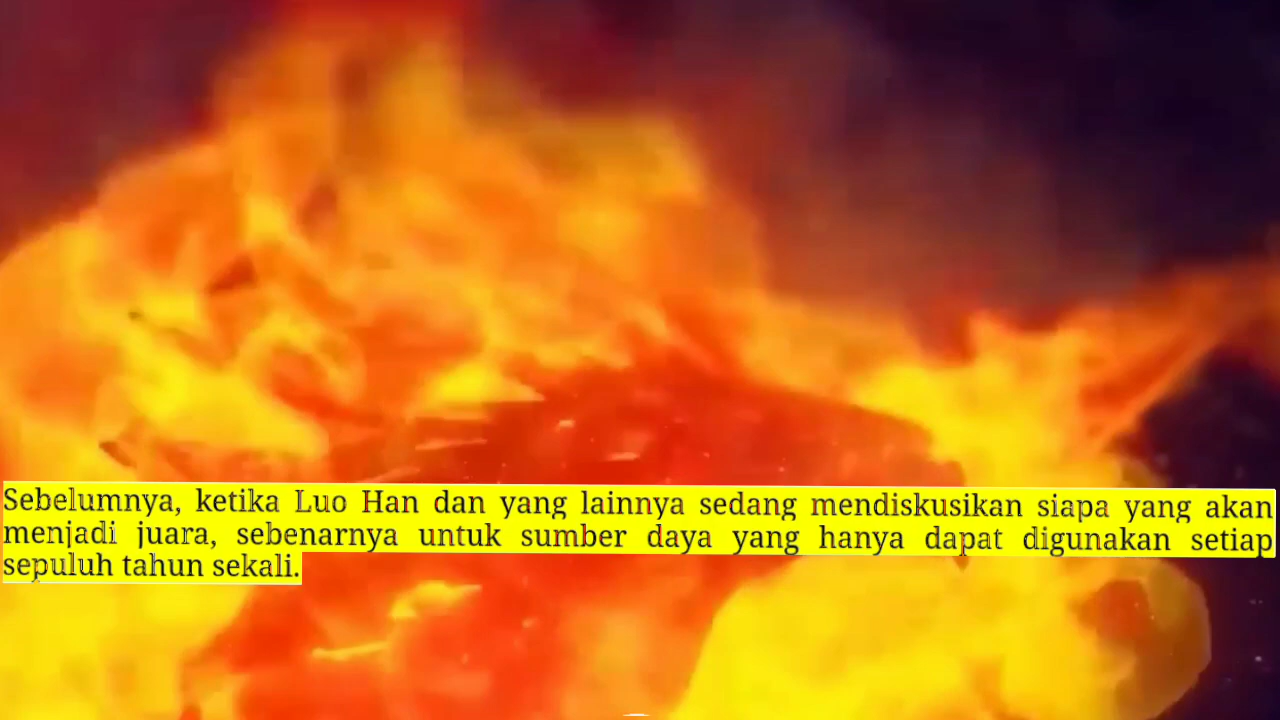 Sebelumnya, ketika Luo Han dan yang lainnya sedang mendiskusikan siapa yang akan
menjadi juara, sebenarnya untuk sumber daya yang hanya dapat digunakan setiap
sepuluh tahun sekali.